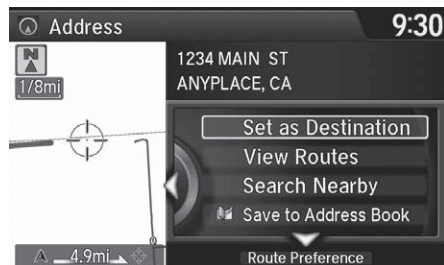 Address
9:30
N
1/8mi
1234 MAIN ST
ANYPLACE, CA
Set as Destination
View Routes
Search Nearby
Save to Address Book
4.9mi
Route Preference